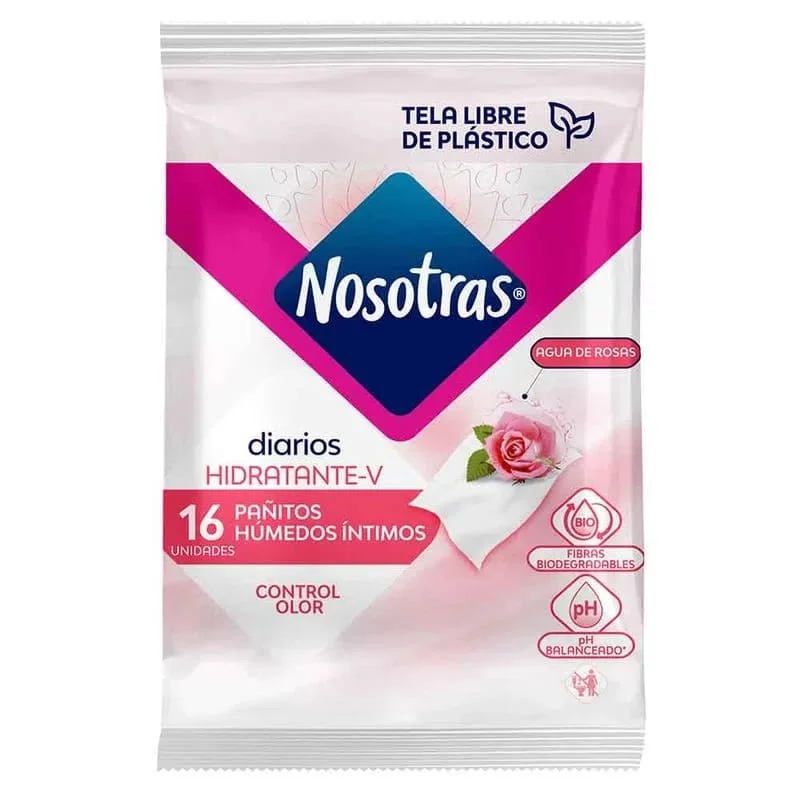 TELA LIBRE
DE PLÁSTICO
Nosotras®
AGUA DE ROSAS
diarios
HIDRATANTE-V
16
UNIDADES
PAÑITOS
HÚMEDOS ÍNTIMOS
CONTROL
OLOR
BIO
FIBRAS
BIODEGRADABLES
pH
pH
BALANCEADO*